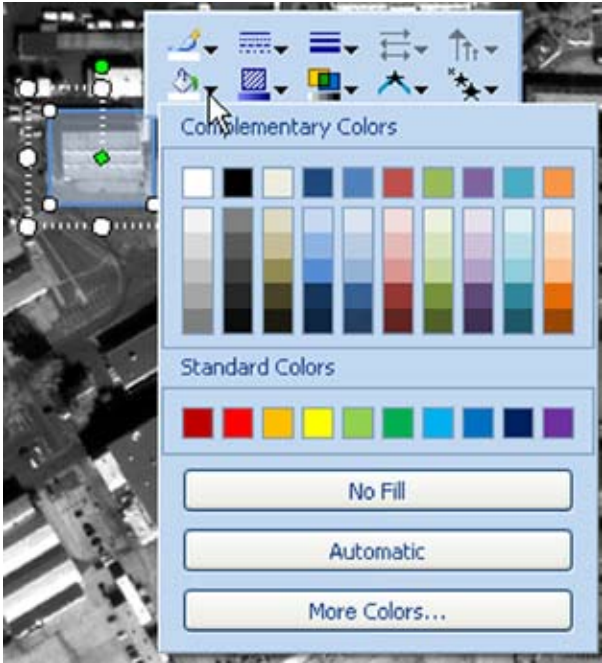 Complementary Colors
Standard Colors
No Fill
Automatic
More Colors...